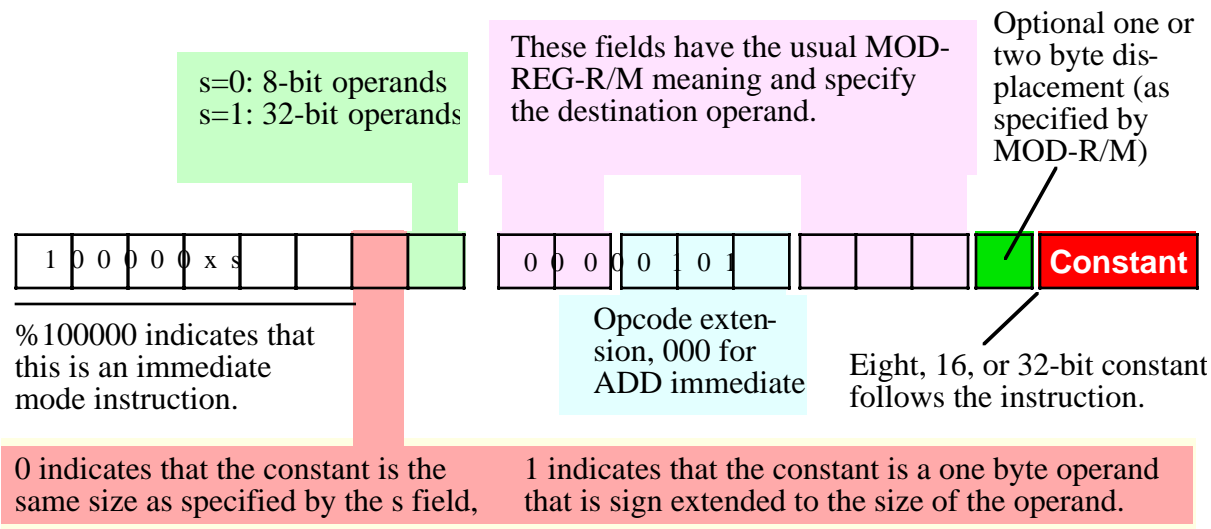 s=0: 8-bit operands
s=1: 32-bit operands
These fields have the usual MOD-
REG-R/M meaning and specify
the destination operand.
Optional one or
two byte dis-
placement (as
specified by
MOD-R/M)
1 0 0 0 0 0 x s
0 0 0 0 0 1 0 1
Constant
%100000 indicates that
this is an immediate
mode instruction.
Opcode exten-
sion, 000 for
ADD immediate
Eight, 16, or 32-bit constant
follows the instruction.
0 indicates that the constant is the
same size as specified by the s field,
1 indicates that the constant is a one byte operand
that is sign extended to the size of the operand.